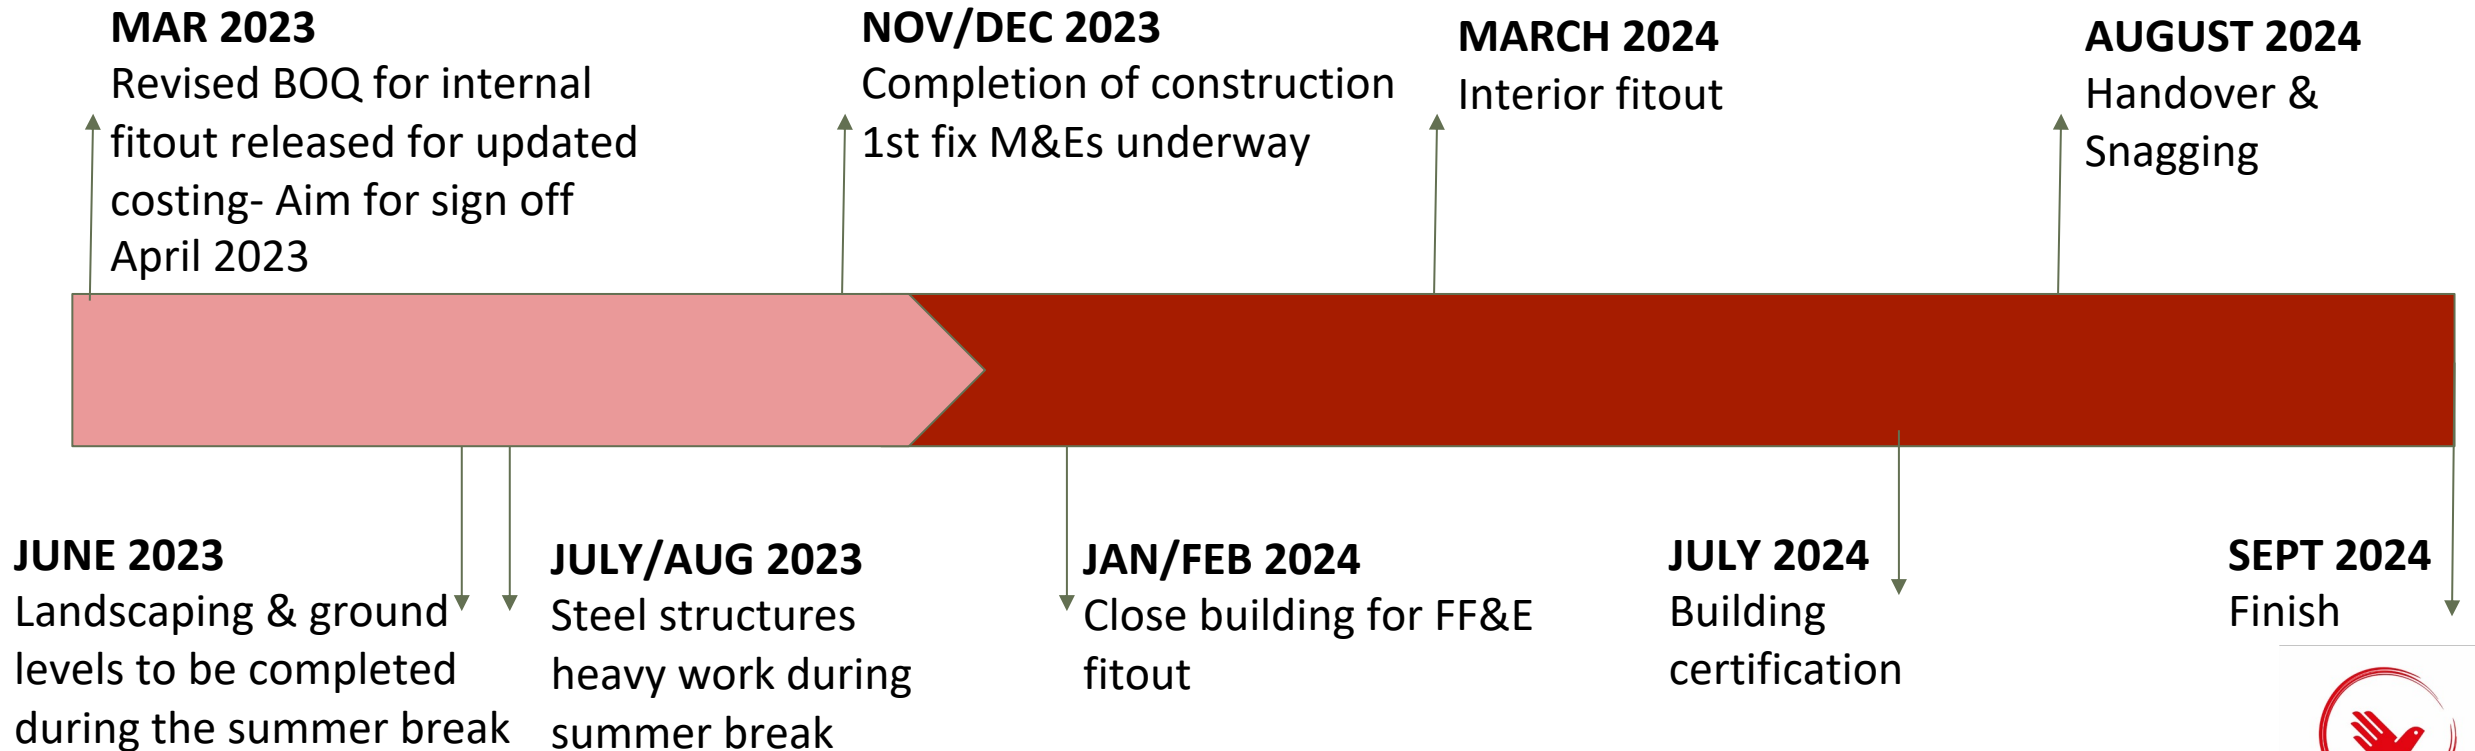 MAR 2023
Revised BOQ for internal
fitout released for updated
costing- Aim for sign off
April 2023
NOV/DEC 2023
Completion of construction
1st fix M&Es underway
MARCH 2024
Interior fitout
AUGUST 2024
Handover &
Snagging
JUNE 2023
Landscaping & ground
levels to be completed
during the summer break
JULY/AUG 2023
Steel structures
heavy work during
summer break
JAN/FEB 2024
Close building for FF&E
fitout
JULY 2024
Building
certification
SEPT 2024
Finish